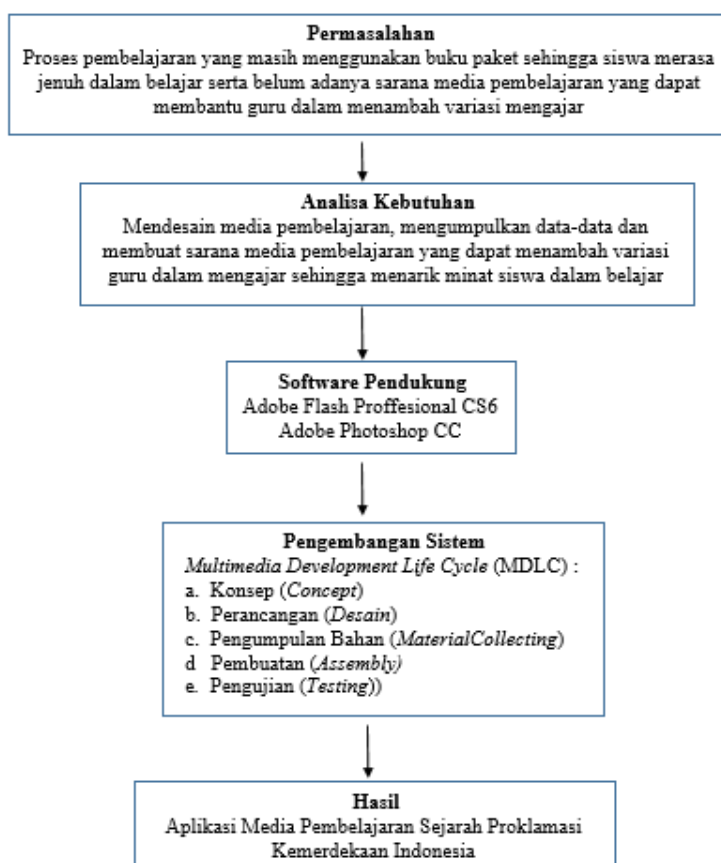 Permasalahan
Proses pembelajaran yang masih menggunakan buku paket sehingga siswa merasa
jenuh dalam belajar serta belum adanya sarana media pembelajaran yang dapat
membantu guru dalam menambah variasi mengajar
Analisa Kebutuhan
Mendesain media pembelajaran, mengumpulkan data-data dan
membuat sarana media pembelajaran yang dapat menambah variasi
guru dalam mengajar sehingga menarik minat siswa dalam belajar
Software Pendukung
Adobe Flash Proffesional CS6
Adobe Photoshop CC
Pengembangan Sistem
Multimedia Development Life Cycle (MDLC) :
a. Konsep (Concept)
b. Perancangan (Desain)
c. Pengumpulan Bahan (MaterialCollecting)
d Pembuatan (Assembly)
e. Pengujian (Testing))
Hasil
Aplikasi Media Pembelajaran Sejarah Proklamasi
Kemerdekaan Indonesia